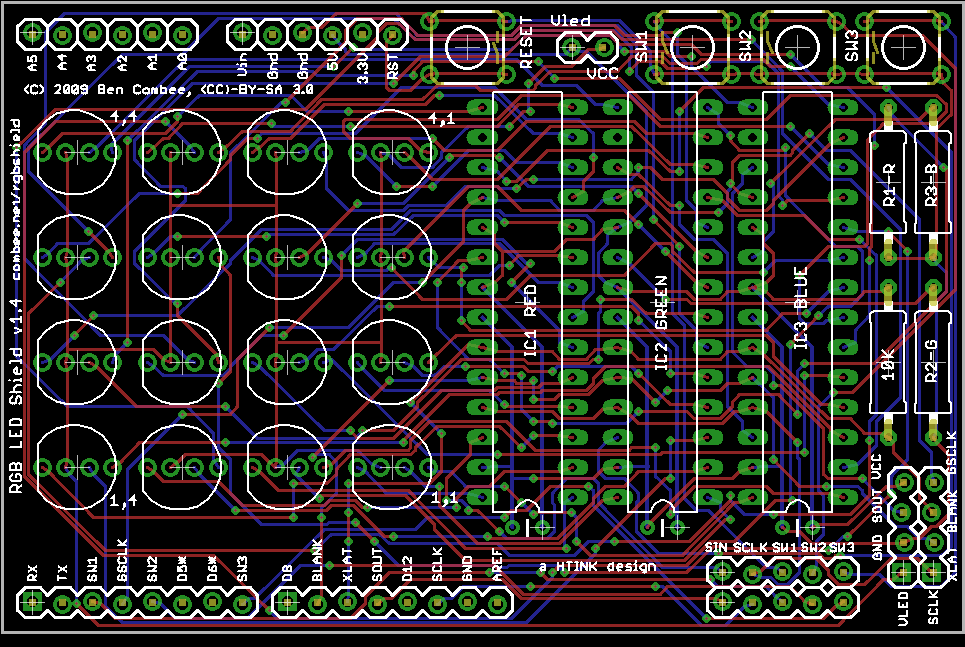 Vled
RESET
SW1
SW2
SW3
VCC
A5
A4
A3
A2
A1
A0
Vin
Gnd
Gnd
5V
3.3V
RST
(C) 2009 Ben Combee, (CC)-BY-SA 3.0
4,4
4,1
RGB LED Shield v1.4 combee.net/rgbshield
R1-R
R3-B
IC1 RED
IC2 GREEN
IC3 BLUE
10K
R2-G
1,4
1,1
SOUT
VCC
GSCLK
GND
BLANK
XLAT
SIN SCLK SW1 SW2 SW3
a HTINK design
RX
TX
SW1
GSCLK
SW2
D5*
D6*
SW3
D8
BLANK
XLAT
SOUT
D12
SCLK
GND
AREF
VLED
SCLK